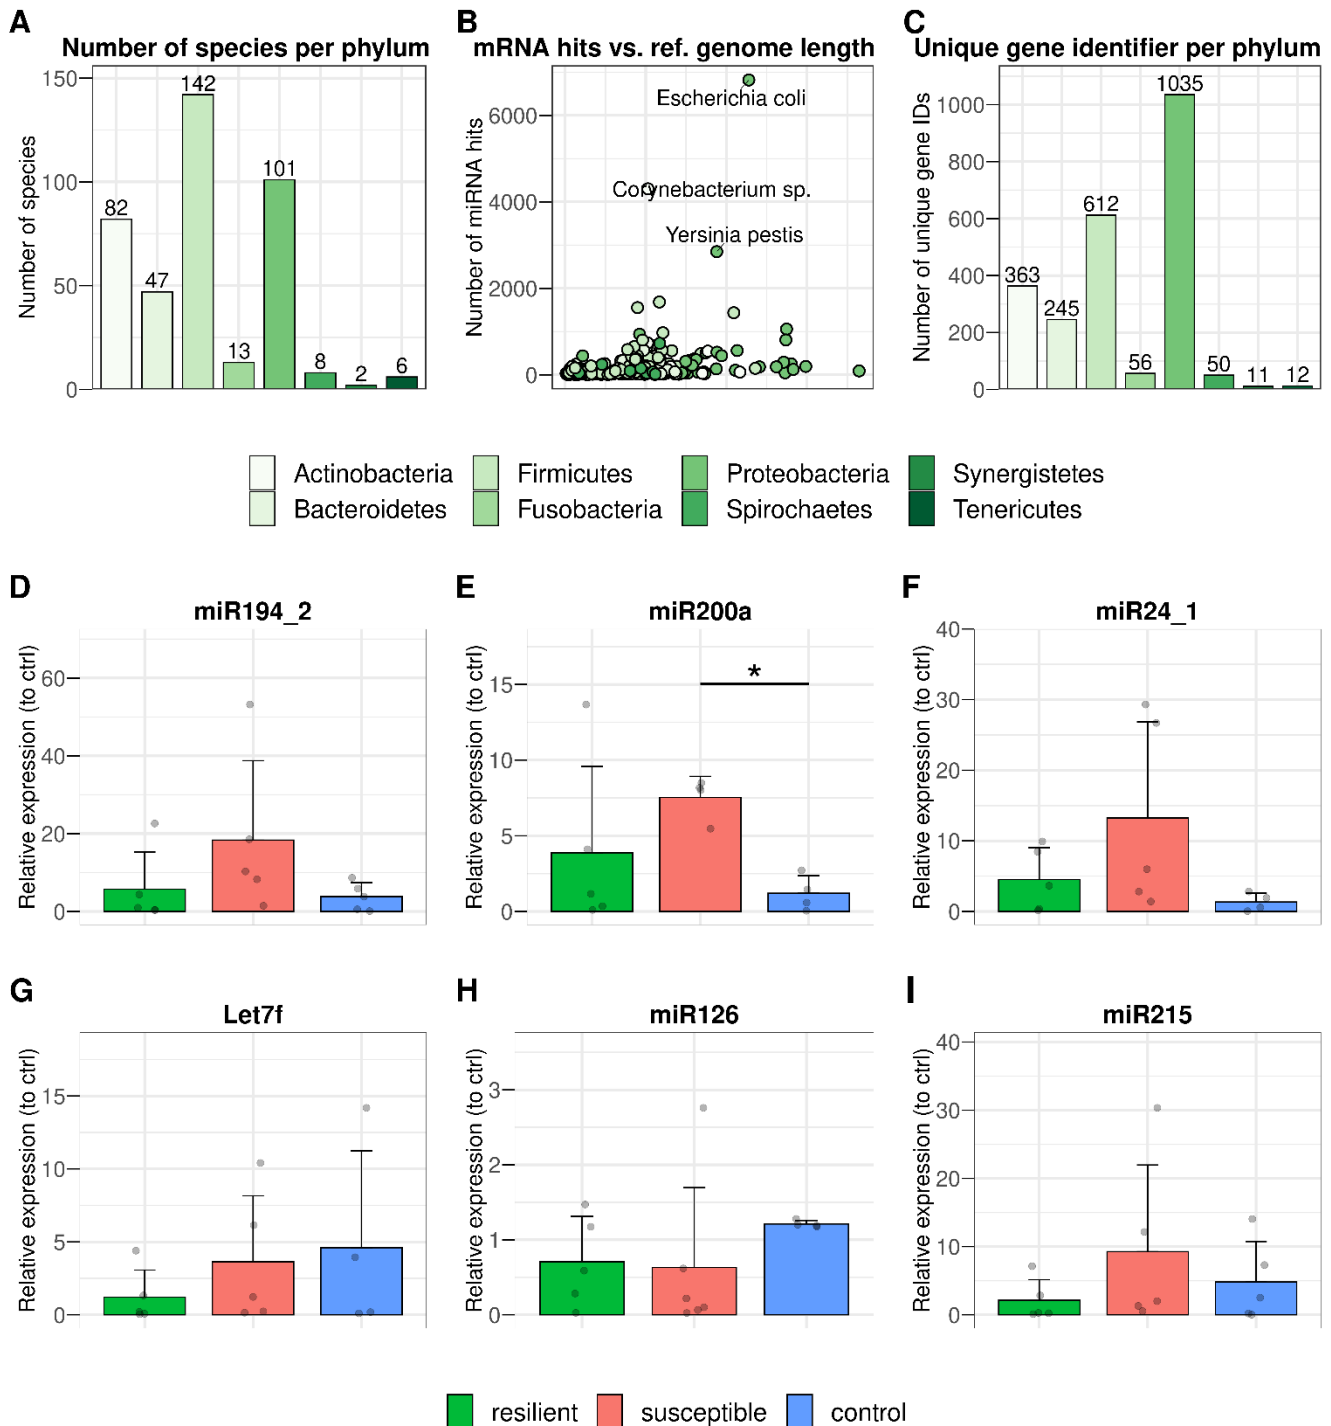 A
Number of species per phylum
Number of species
150
100
50
0
82
47
142
13
101
8
2
6
B
mRNA hits vs. ref. genome length
Number of miRNA hits
6000
4000
2000
0
Escherichia coli
Corynebacterium sp.
Yersinia pestis
C
Unique gene identifier per phylum
Number of unique gene IDs
1000
800
600
400
200
0
363
245
612
56
1035
50
11
12
Actinobacteria
Firmicutes
Proteobacteria
Synergistetes
Bacteroidetes
Fusobacteria
Spirochaetes
Tenericutes
D
miR194_2
Relative expression (to ctrl)
60
40
20
0
E
miR200a
Relative expression (to ctrl)
15
10
5
0
*
F
miR24_1
Relative expression (to ctrl)
40
30
20
10
0
G
Let7f
Relative expression (to ctrl)
15
10
5
0
H
miR126
Relative expression (to ctrl)
3
2
1
0
I
miR215
Relative expression (to ctrl)
40
30
20
10
0
resilient
susceptible
control